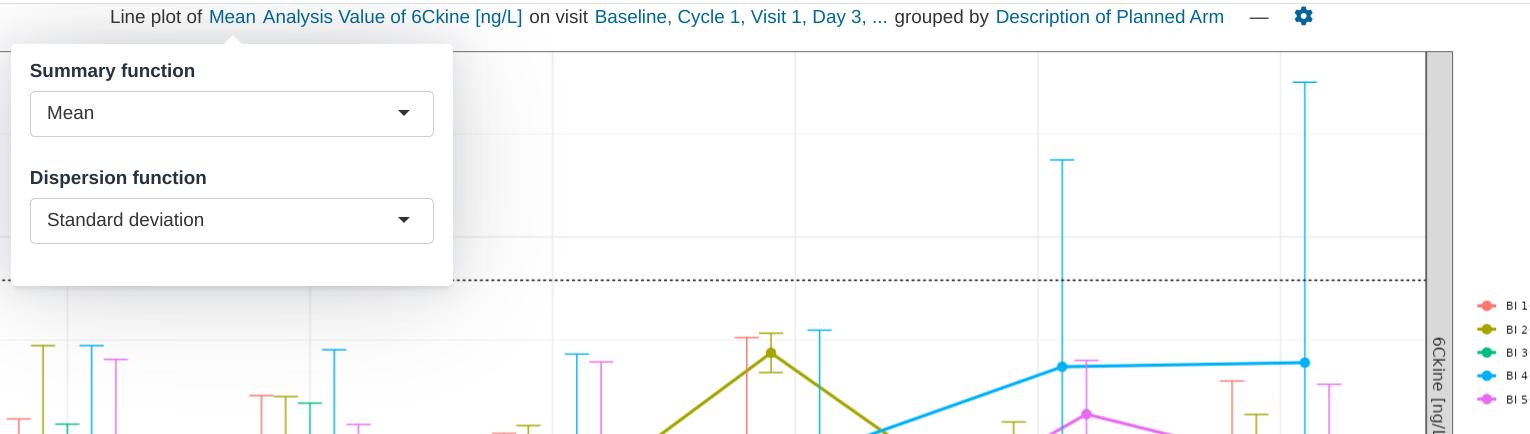 Line plot of Mean Analysis Value of 6Ckine [ng/L] on visit Baseline, Cycle 1, Visit 1, Day 3, ... grouped by Description of Planned Arm —
Summary function
Mean
Dispersion function
Standard deviation
BI 1
BI 2
BI 3
BI 4
BI 5
6Ckine [ng/L